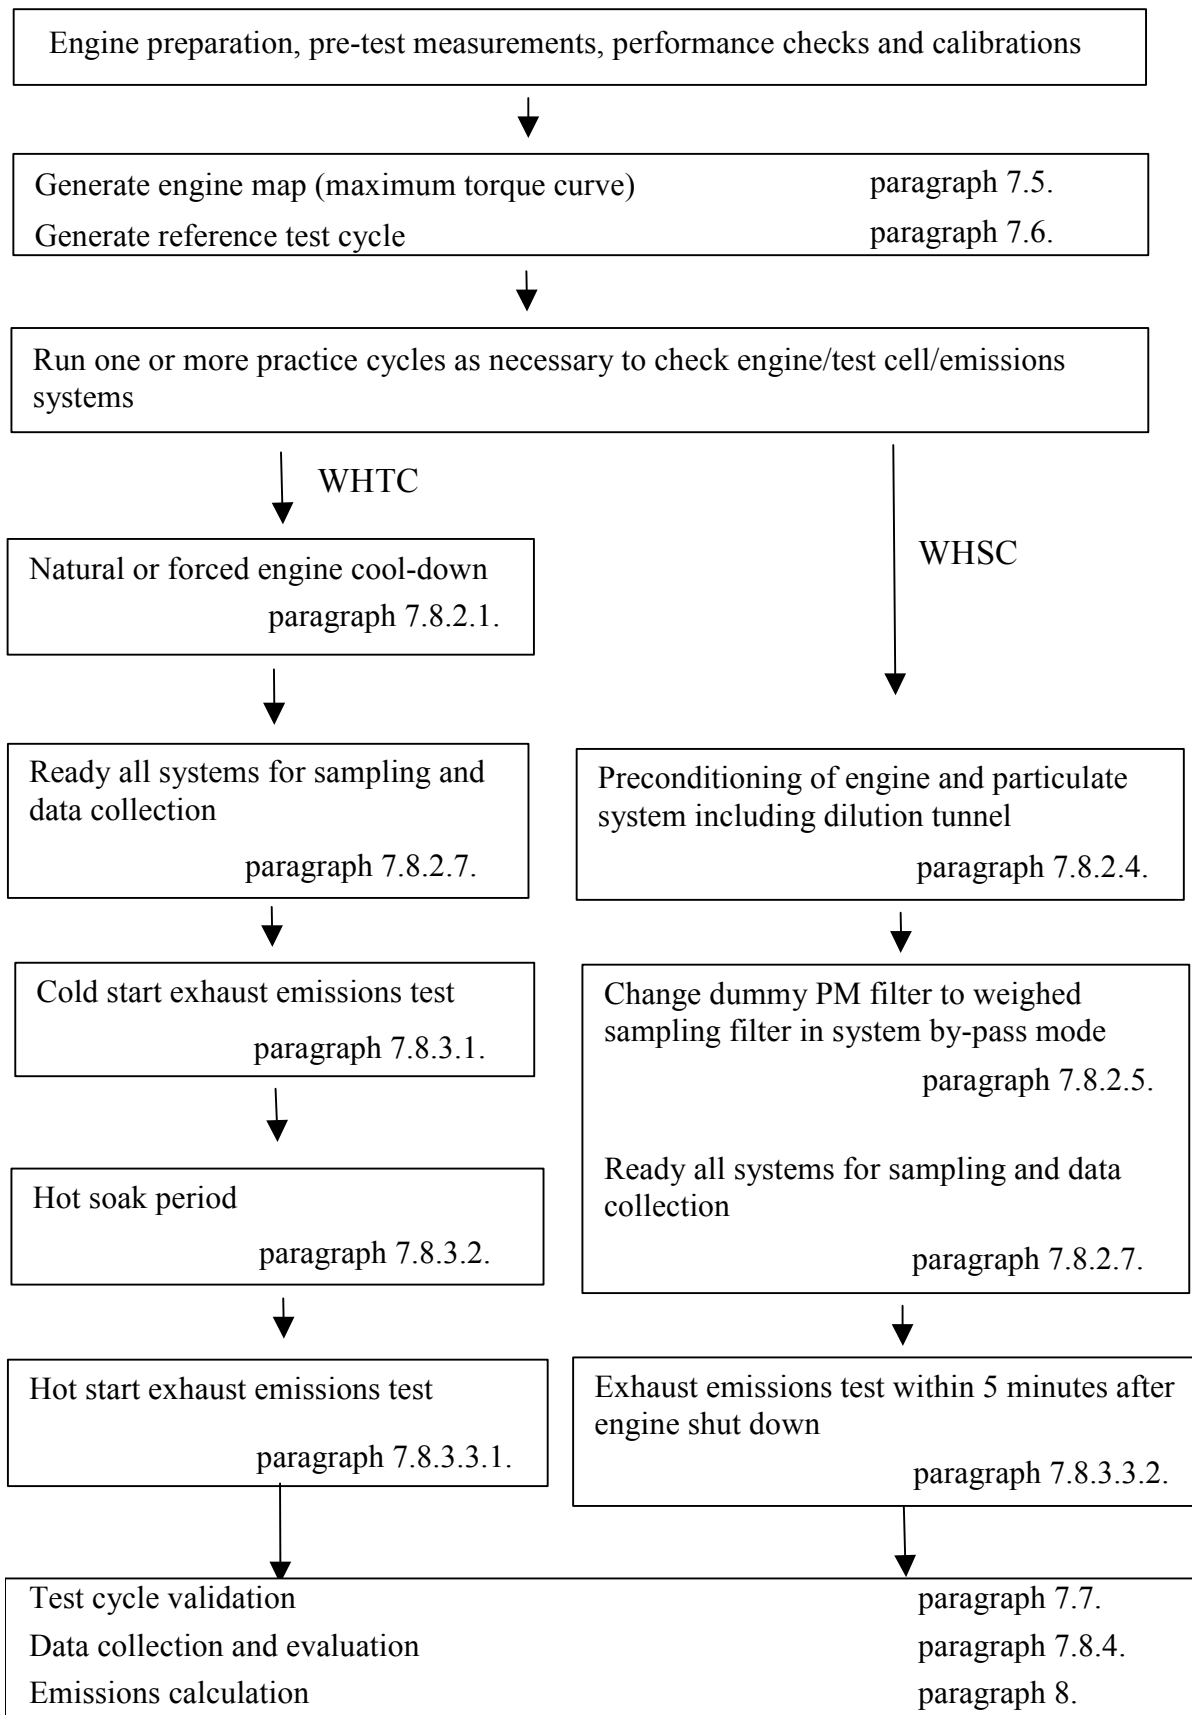 Engine preparation, pre-test measurements, performance checks and calibrations
Generate engine map (maximum torque curve) paragraph 7.5.
Generate reference test cycle paragraph 7.6.
Run one or more practice cycles as necessary to check engine/test cell/emissions
systems
WHTC
Natural or forced engine cool-down
paragraph 7.8.2.1.
Ready all systems for sampling and
data collection
paragraph 7.8.2.7.
Cold start exhaust emissions test
paragraph 7.8.3.1.
Hot soak period
paragraph 7.8.3.2.
Hot start exhaust emissions test
paragraph 7.8.3.3.1.
WHSC
Preconditioning of engine and particulate
system including dilution tunnel
paragraph 7.8.2.4.
Change dummy PM filter to weighed
sampling filter in system by-pass mode
paragraph 7.8.2.5.
Ready all systems for sampling and data
collection
paragraph 7.8.2.7.
Exhaust emissions test within 5 minutes after
engine shut down
paragraph 7.8.3.3.2.
Test cycle validation paragraph 7.7.
Data collection and evaluation paragraph 7.8.4.
Emissions calculation paragraph 8.